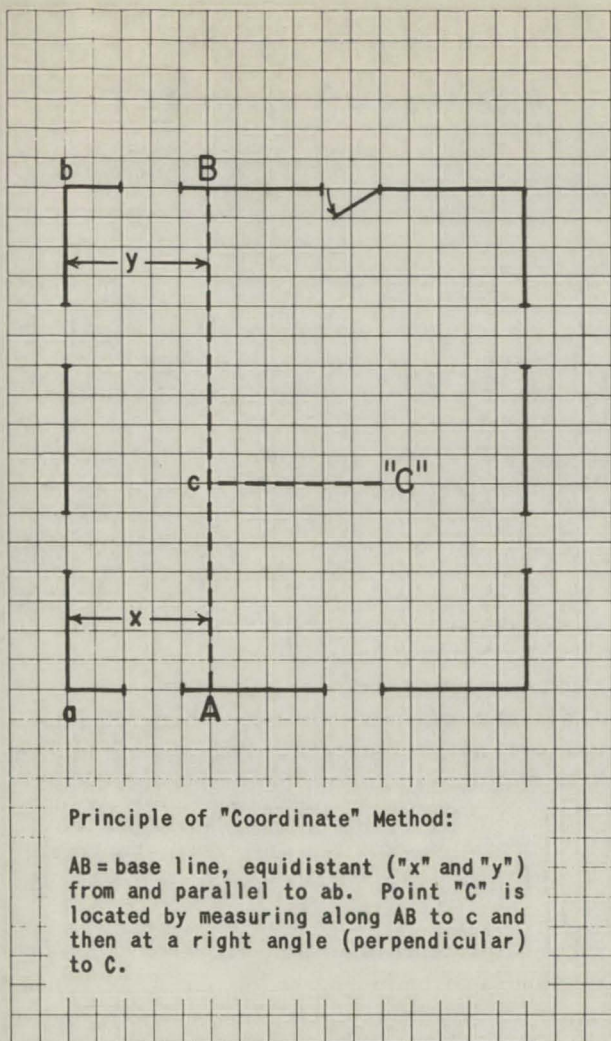 b B
y
c "C"
x
a A
Principle of "Coordinate" Method:
AB = base line, equidistant ("x" and "y")
from and parallel to ab. Point "C" is
located by measuring along AB to c and
then at a right angle (perpendicular)
to C.